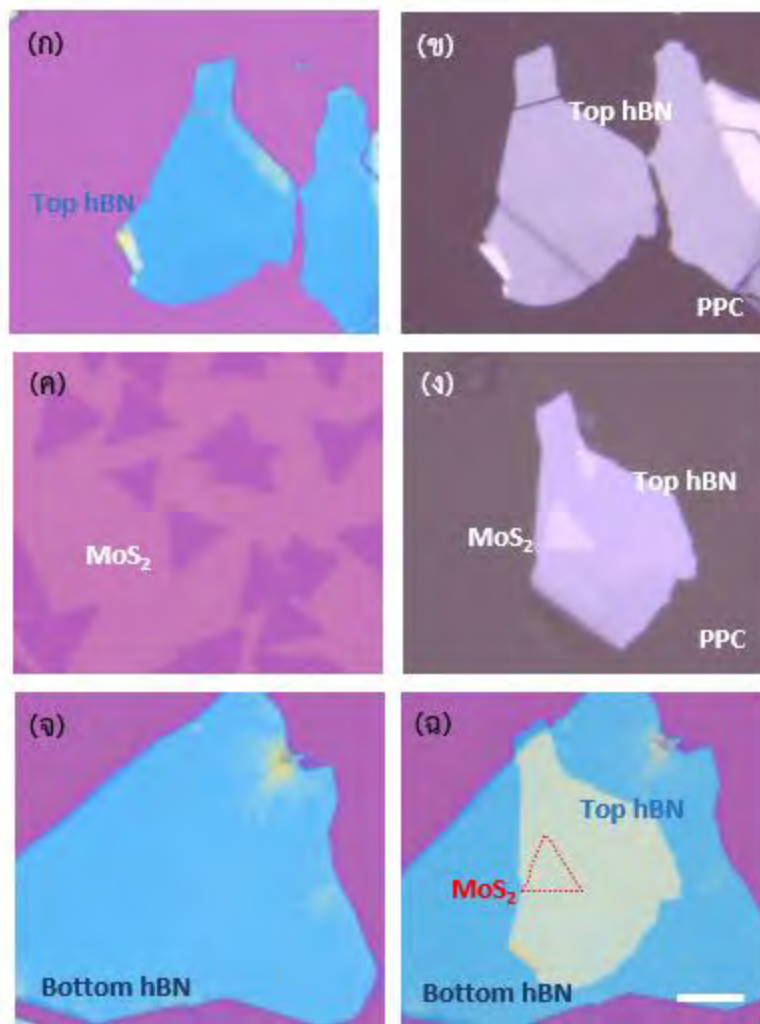 (ก)
Top hBN
(ข)
Top hBN
PPC
(ค)
MoS₂
(ง)
Top hBN
MoS₂
PPC
(จ)
Bottom hBN
(ฉ)
Top hBN
MoS₂
Bottom hBN